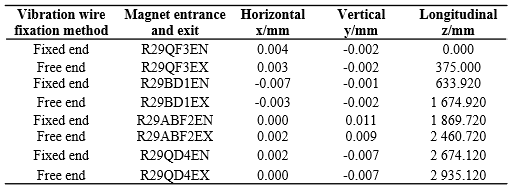 Vibration wire Magnet entrance Horizontal Vertical Longitudinal
fixation method and exit x/mm y/mm z/mm
Fixed end R29QF3EN 0.004 -0.002 0.000
Free end R29QF3EX 0.003 -0.002 375.000
Fixed end R29BD1EN -0.007 -0.001 633.920
Free end R29BD1EX -0.003 -0.002 1 674.920
Fixed end R29ABF2EN 0.000 0.011 1 869.720
Free end R29ABF2EX 0.002 0.009 2 460.720
Fixed end R29QD4EN 0.002 -0.007 2 674.120
Free end R29QD4EX 0.000 -0.007 2 935.120